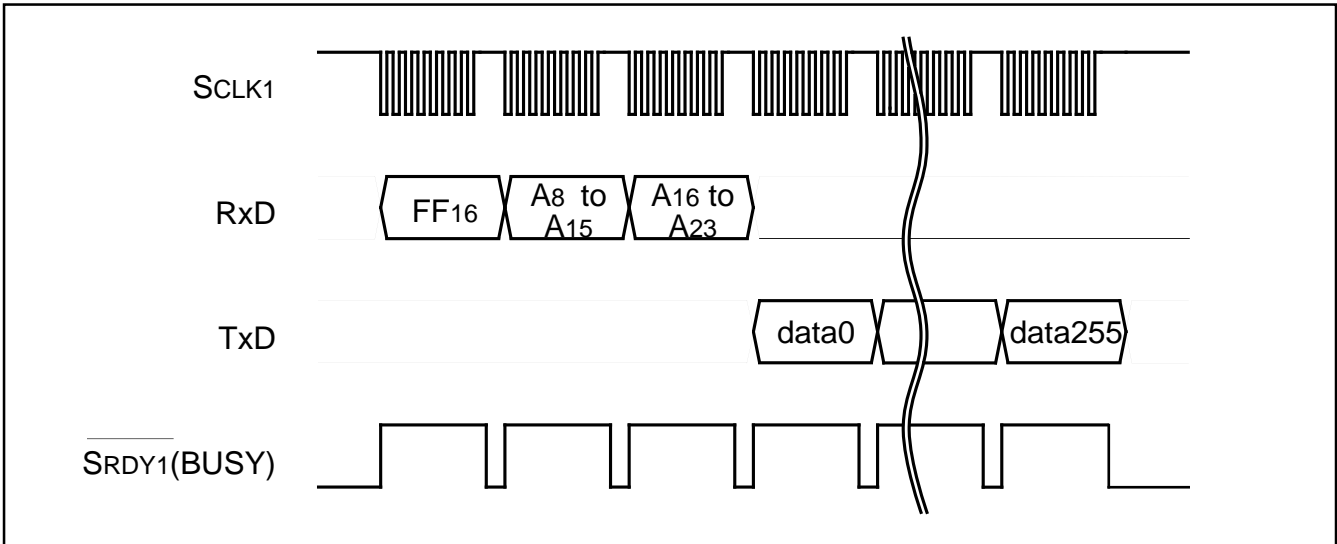 SCLK1
RxD
FF16
A8 to
A15
A16 to
A23
TxD
data0
data255
SRDY1(BUSY)